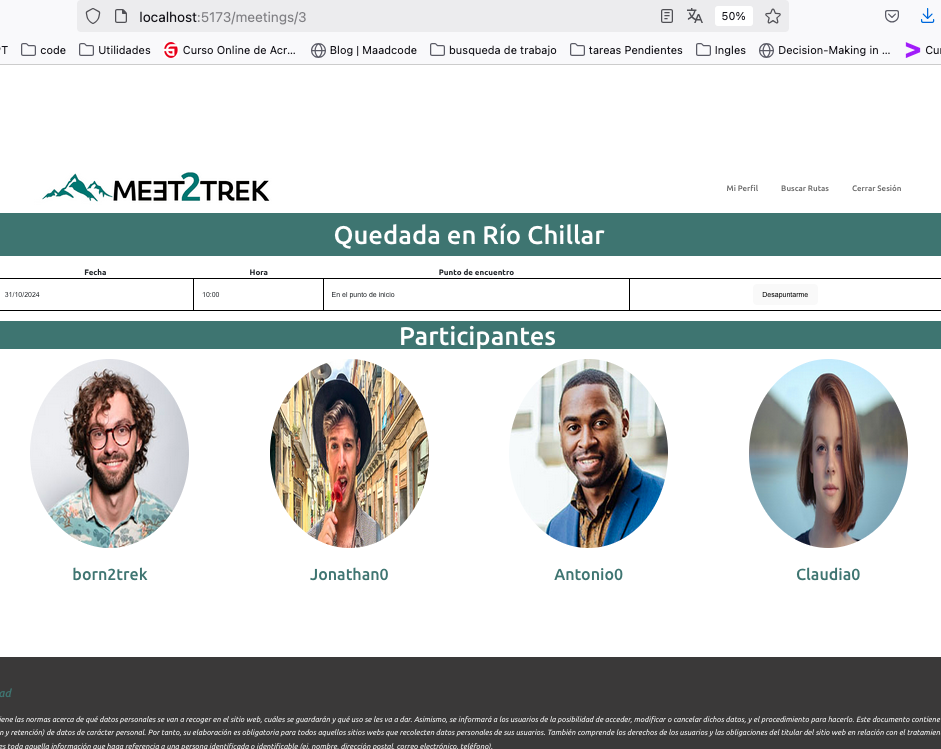 localhost:5173/meetings/3
50%
T code Utilidades Curso Online de Acr... Blog | Maadcode busqueda de trabajo tareas Pendientes Ingles Decision-Making in ... Cur
MEET2TREK
Mi Perfil Buscar Rutas Cerrar Sesión
Quedada en Río Chillar
Fecha Hora Punto de encuentro
31/10/2024 10:00 En el punto de inicio Desapuntarme
Participantes
born2trek Jonathan0 Antonio0 Claudia0
ad
iene las normas acerca de qué datos personales se van a recoger en el sitio web, cuáles se guardarán y qué uso se les va a dar. Asimismo, se informará a los usuarios de la posibilidad de acceder, modificar o cancelar dichos datos, y el procedimiento para hacerlo. Este documento contiene
n y retención) de datos de carácter personal. Por tanto, su elaboración es obligatoria para todos aquellos sitios webs que recolecten datos personales de sus usuarios. También comprende los derechos de los usuarios y las obligaciones del titular del sitio web en relación con el tratamien
es toda aquella información que haga referencia a una persona identificada o identificable (ej. nombre, dirección postal, correo electrónico, teléfono).